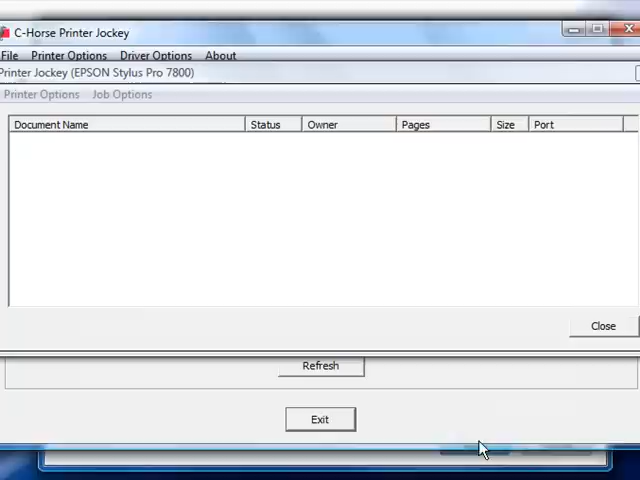 C-Horse Printer Jockey
File Printer Options Driver Options About
Printer Jockey (EPSON Stylus Pro 7800)
Printer Options Job Options
Document Name Status Owner Pages Size Port
Close
Refresh
Exit